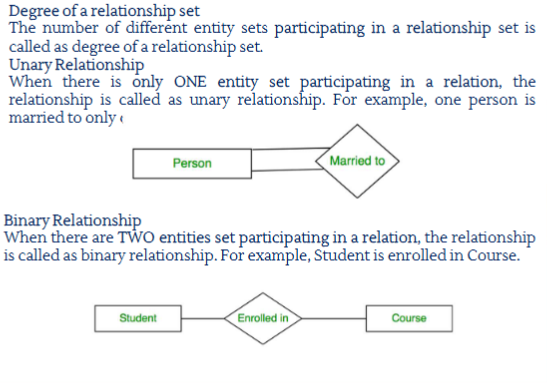 Degree of a relationship set
The number of different entity sets participating in a relationship set is
called as degree of a relationship set.
Unary Relationship
When there is only ONE entity set participating in a relation, the
relationship is called as unary relationship. For example, one person is
married to only
Person
Married to
Binary Relationship
When there are TWO entities set participating in a relation, the relationship
is called as binary relationship. For example, Student is enrolled in Course.
Student
Enrolled in
Course